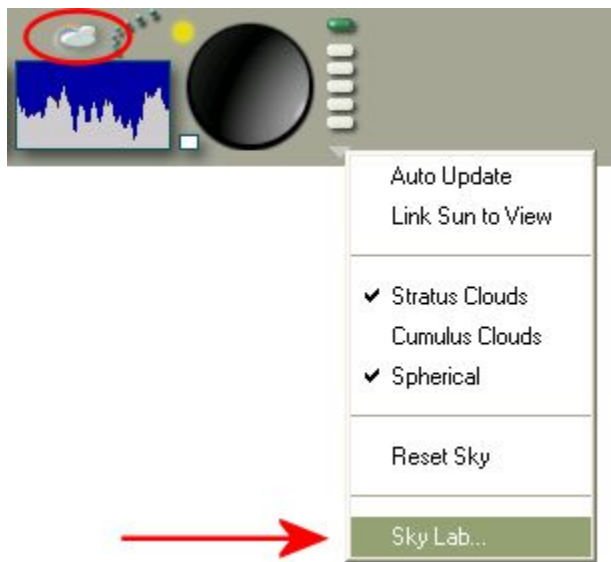 Auto Update
Link Sun to View
Stratus Clouds
Cumulus Clouds
Spherical
Reset Sky
Sky Lab...